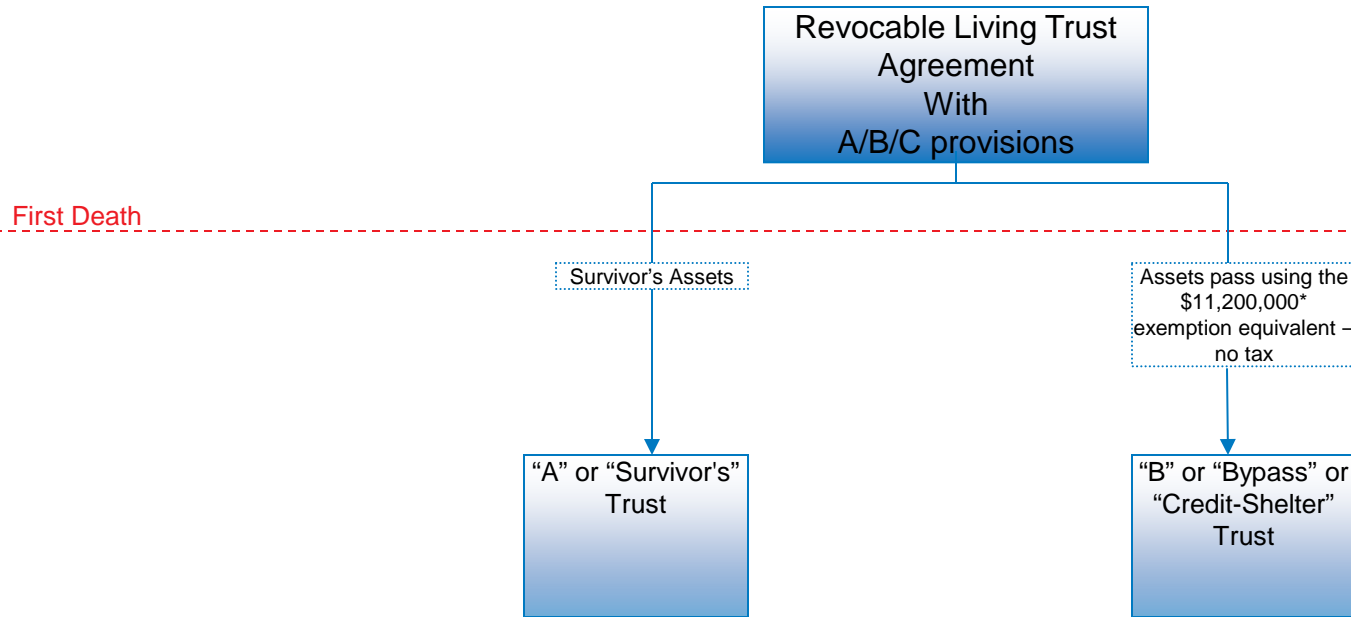 Revocable Living Trust
Agreement
With
A/B/C provisions
First Death
Survivor’s Assets
Assets pass using the
$11,200,000*
exemption equivalent –
no tax
“A” or “Survivor's”
Trust
“B” or “Bypass” or
“Credit-Shelter”
Trust